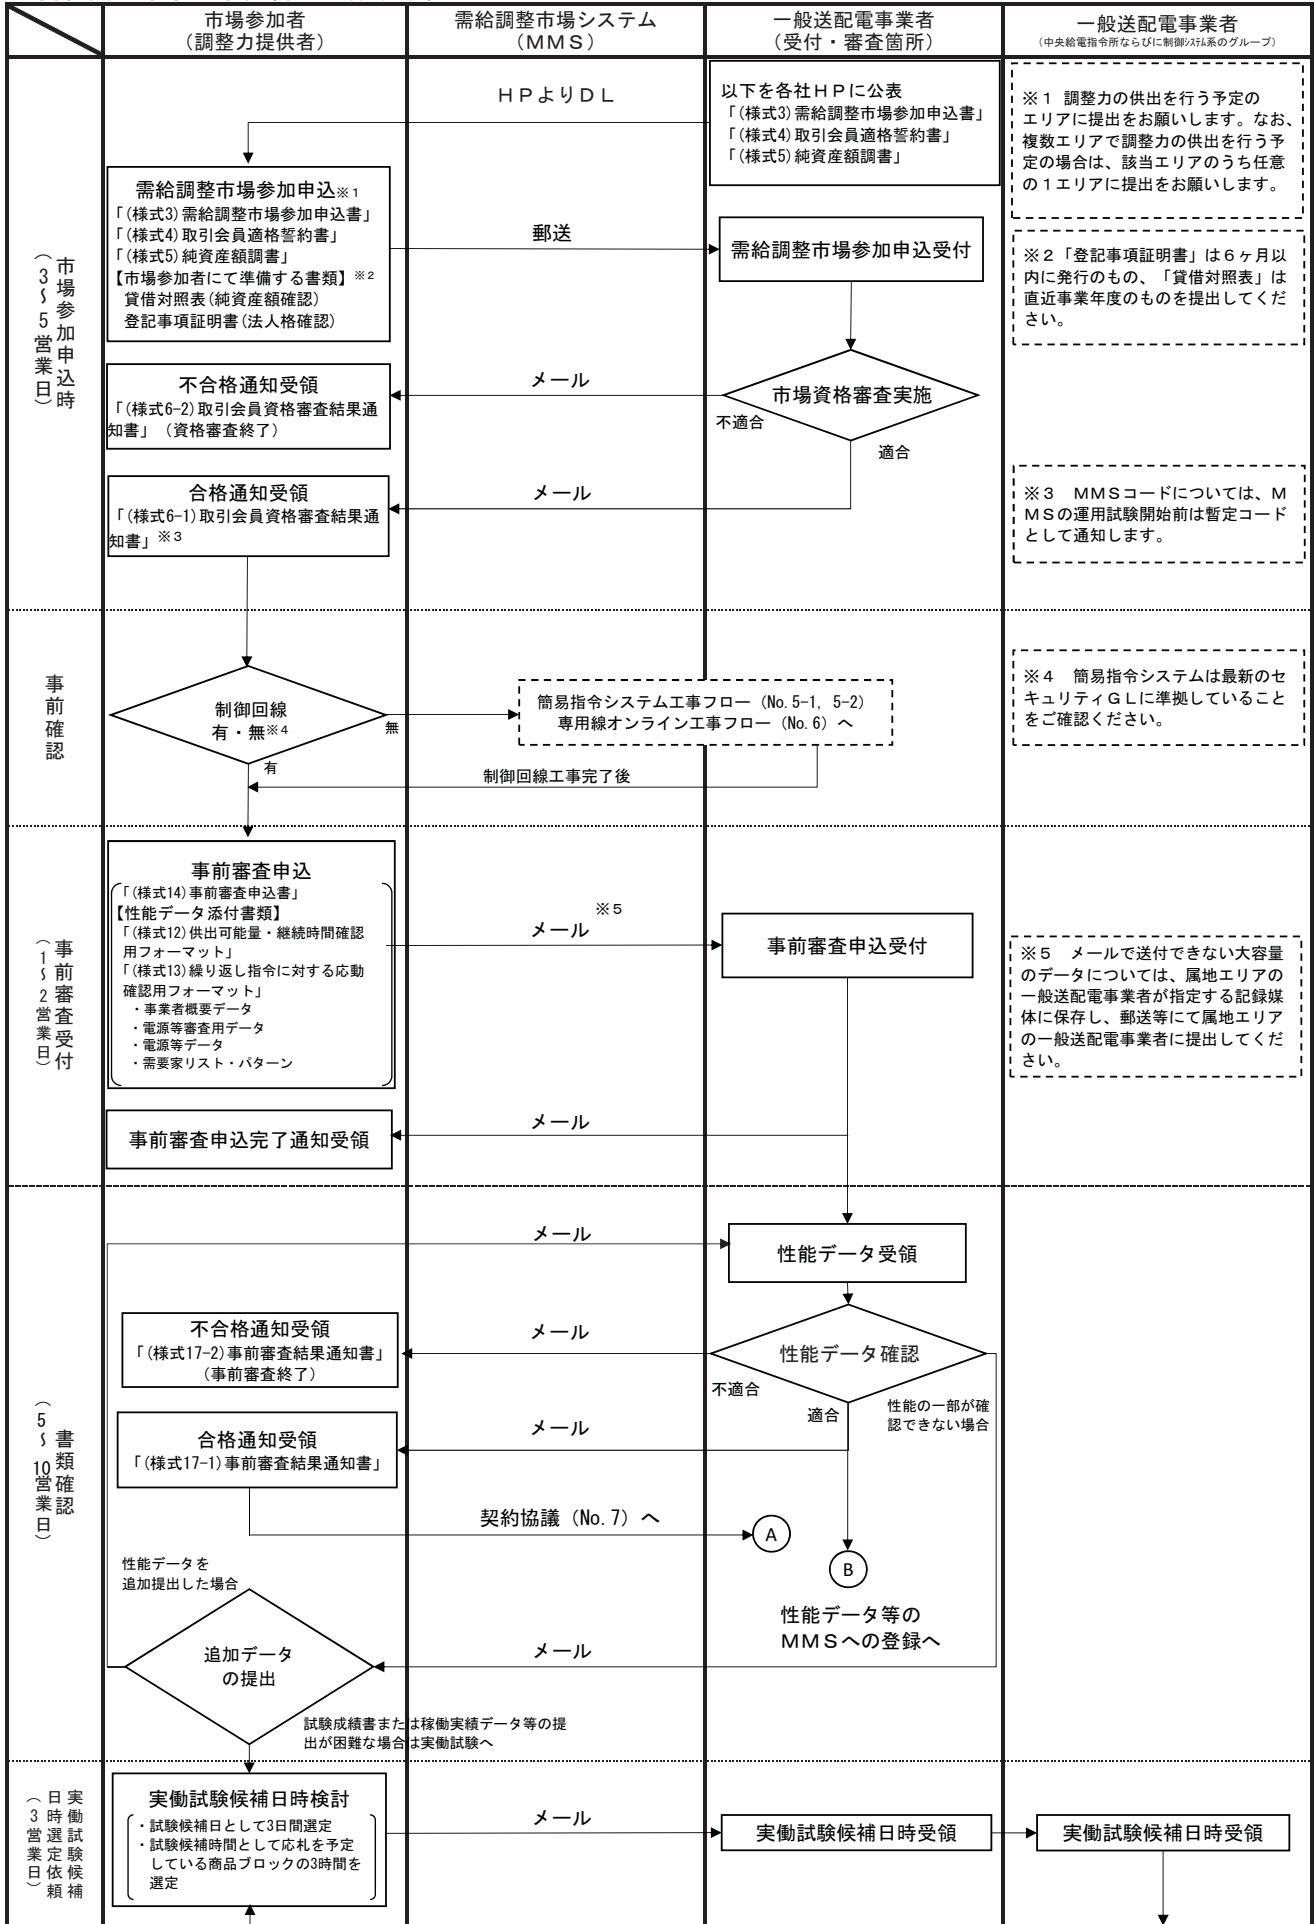 市場参加者
（調整力提供者）
需給調整市場システム
（ＭＭＳ）
一般送配電事業者
（受付・審査箇所）
一般送配電事業者
（中央給電指令所ならびに制御ｼｽﾃﾑ系のグループ）
市場参加申込時
（３～５営業日）
ＨＰよりＤＬ
以下を各社ＨＰに公表
「(様式3)需給調整市場参加申込書」
「(様式4)取引会員適格誓約書」
「(様式5)純資産額調書」
※１ 調整力の供出を行う予定の
エリアに提出をお願いします。なお、
複数エリアで調整力の供出を行う予
定の場合は、該当エリアのうち任意
の１エリアに提出をお願いします。
需給調整市場参加申込※１
「(様式3)需給調整市場参加申込書」
「(様式4)取引会員適格誓約書」
「(様式5)純資産額調書」
【市場参加者にて準備する書類】※２
貸借対照表(純資産額確認)
登記事項証明書(法人格確認)
郵送
需給調整市場参加申込受付
※２「登記事項証明書」は６ヶ月以
内に発行のもの、「貸借対照表」は
直近事業年度のものを提出してくだ
さい。
不合格通知受領
「(様式6-2)取引会員資格審査結果通
知書」（資格審査終了）
メール
市場資格審査実施
不適合
適合
合格通知受領
「(様式6-1)取引会員資格審査結果通
知書」※３
メール
※３　ＭＭＳコードについては、Ｍ
ＭＳの運用試験開始前は暫定コード
として通知します。
事前確認
制御回線
有・無※４
無
有
簡易指令システム工事フロー（No.5-1, 5-2）
専用線オンライン工事フロー（No.6）へ
制御回線工事完了後
※４　簡易指令システムは最新のセ
キュリティＧＬに準拠していること
をご確認ください。
事前審査受付
（１～２営業日）
事前審査申込
「(様式14)事前審査申込書」
【性能データ添付書類】
「(様式12)供出可能量・継続時間確認
用フォーマット」
「(様式13)繰り返し指令に対する応動
確認用フォーマット」
・事業者概要データ
・電源等審査用データ
・電源等データ
・需要家リスト・パターン
※５
メール
事前審査申込受付
※５　メールで送付できない大容量
のデータについては、属地エリアの
一般送配電事業者が指定する記録媒
体に保存し、郵送等にて属地エリア
の一般送配電事業者に提出してくだ
さい。
事前審査申込完了通知受領
メール
書類確認
（５～10営業日）
メール
性能データ受領
不合格通知受領
「(様式17-2)事前審査結果通知書」
（事前審査終了）
メール
性能データ確認
不適合
適合
性能の一部が確
認できない場合
合格通知受領
「(様式17-1)事前審査結果通知書」
メール
契約協議（No.7）へ
A
B
性能データ等の
ＭＭＳへの登録へ
性能データを
追加提出した場合
追加データ
の提出
メール
試験成績書または稼働実績データ等の提
出が困難な場合は実働試験へ
実働試験候補
日時選定依頼
（３営業日）
実働試験候補日時検討
・試験候補日として3日間選定
・試験候補時間として応札を予定
している商品ブロックの3時間を
選定
メール
実働試験候補日時受領
実働試験候補日時受領